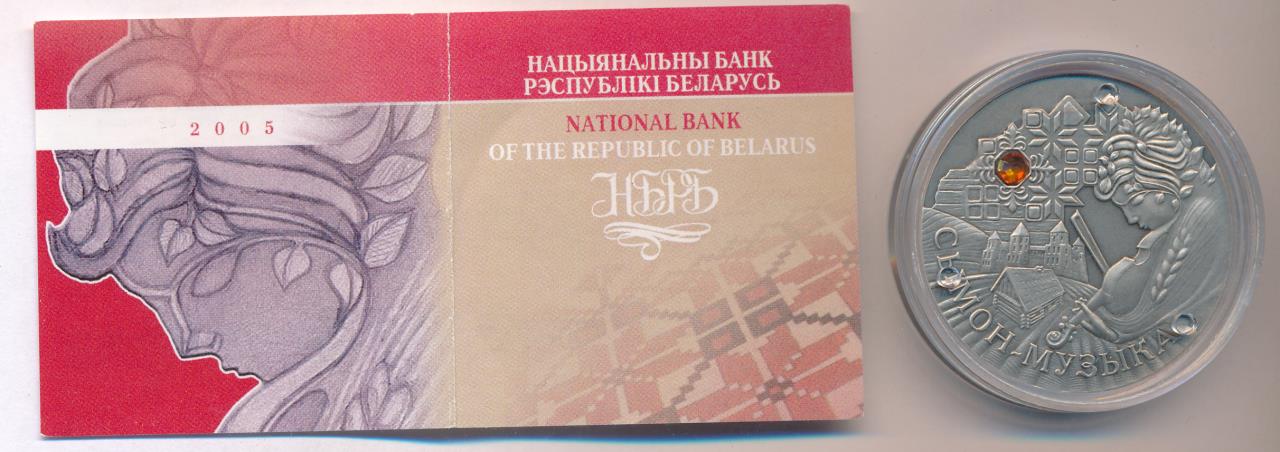 2005
НАЦЫЯНАЛЬНЫ БАНК
РЭСПУБЛІКІ БЕЛАРУСЬ
NATIONAL BANK
OF THE REPUBLIC OF BELARUS
НБРБ
СЫМОН-МУЗЫКА